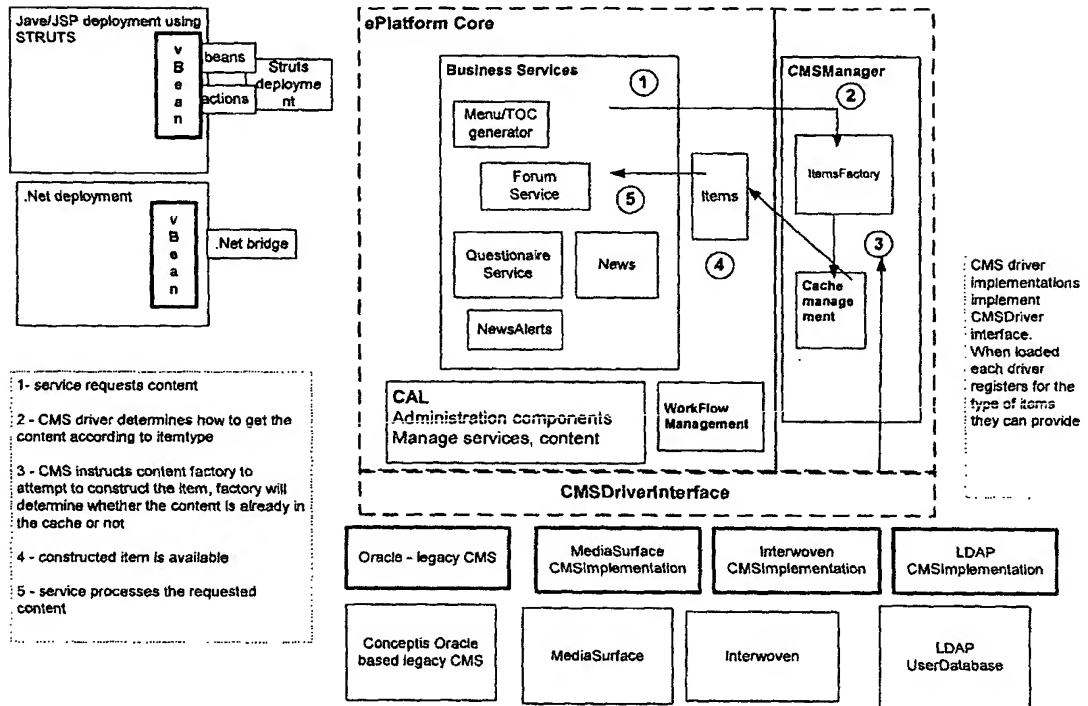 Java/JSP deployment using
STRUTS
v
B
e
a
n
beans
actions
Struts
deployme
nt
.Net deployment
v
B
e
a
n
.Net bridge
1- service requests content
2 - CMS driver determines how to get the
content according to itemtype
3 - CMS instructs content factory to
attempt to construct the item, factory will
determine whether the content is already in
the cache or not
4 - constructed item is available
5 - service processes the requested
content
ePlatform Core
Business Services
1
Menu/TOC
generator
Forum
Service
5
Questionaire
Service
News
NewsAlerts
Items
4
CMSManager
2
ItemsFactory
3
Cache
manage
ment
CAL
Administration components
Manage services, content
WorkFlow
Management
CMSDriverInterface
CMS driver
implementations
implement
CMSDriver
interface.
When loaded
each driver
registers for the
type of items
they can provide
Oracle - legacy CMS
MediaSurface
CMSImplementation
Interwoven
CMSImplementation
LDAP
CMSImplementation
Conceptis Oracle
based legacy CMS
MediaSurface
Interwoven
LDAP
UserDatabase